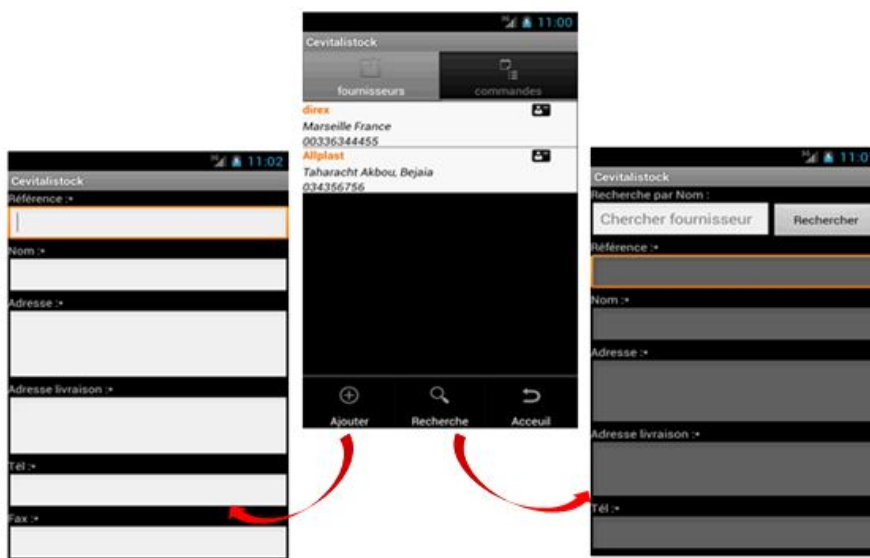 11:02
Cevitalistock
Référence :*
Nom :*
Adresse :*
Adresse livraison :*
Tél :*
Fax :*
11:00
Cevitalistock
fournisseurs
commandes
direx
Marseille France
00336344455
Allplast
Taharacht Akbou, Bejaia
034356756
Ajouter
Recherche
Acceuil
11:0
Cevitalistock
Recherche par Nom :
Chercher fournisseur
Rechercher
Référence :*
Nom :*
Adresse :*
Adresse livraison :*
Tél :*